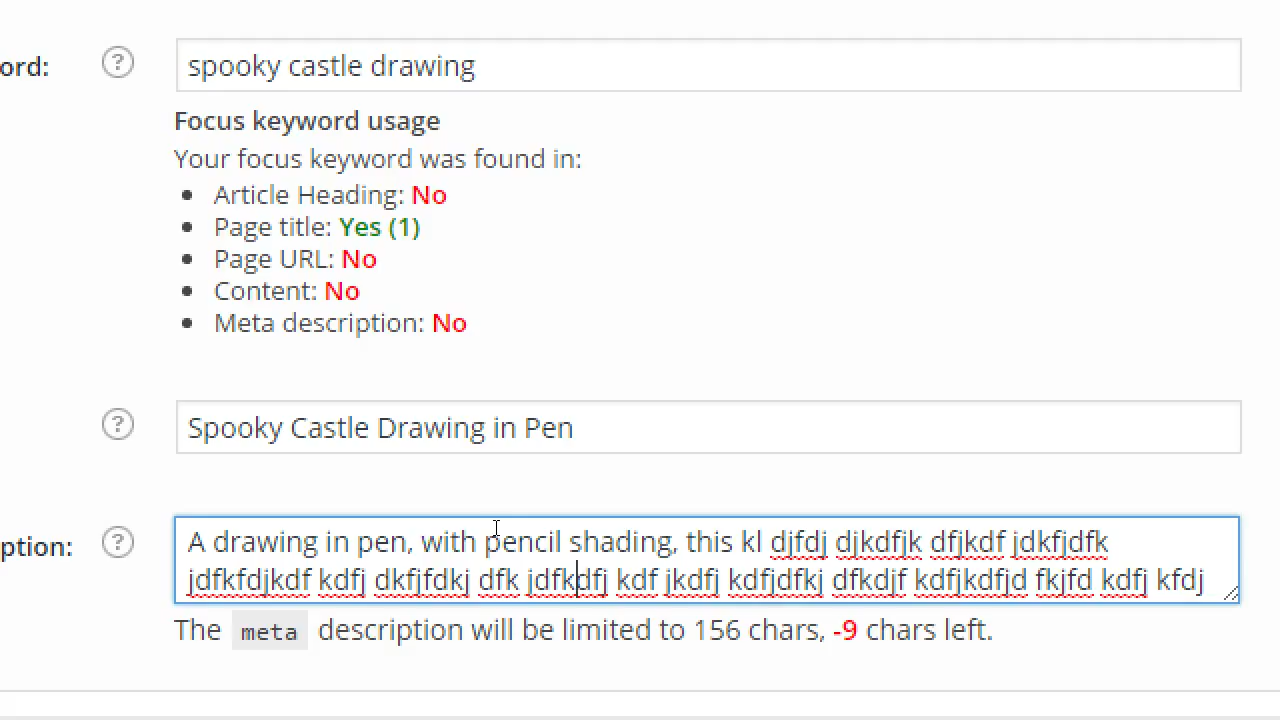 ord: ? spooky castle drawing
Focus keyword usage
Your focus keyword was found in:
• Article Heading: No
• Page title: Yes (1)
• Page URL: No
• Content: No
• Meta description: No
? Spooky Castle Drawing in Pen
ption: ? A drawing in pen, with pencil shading, this kl djfdj djkdfjk dfjkdf jdkfjdfk
jdfkfdjkdf kdfj dkfjfdkj dfk jdfkdfj kdf jkdfj kdfjdfkj dfkdjf kdfjkdfjd fkjfd kdfj kfdj
The meta description will be limited to 156 chars, -9 chars left.